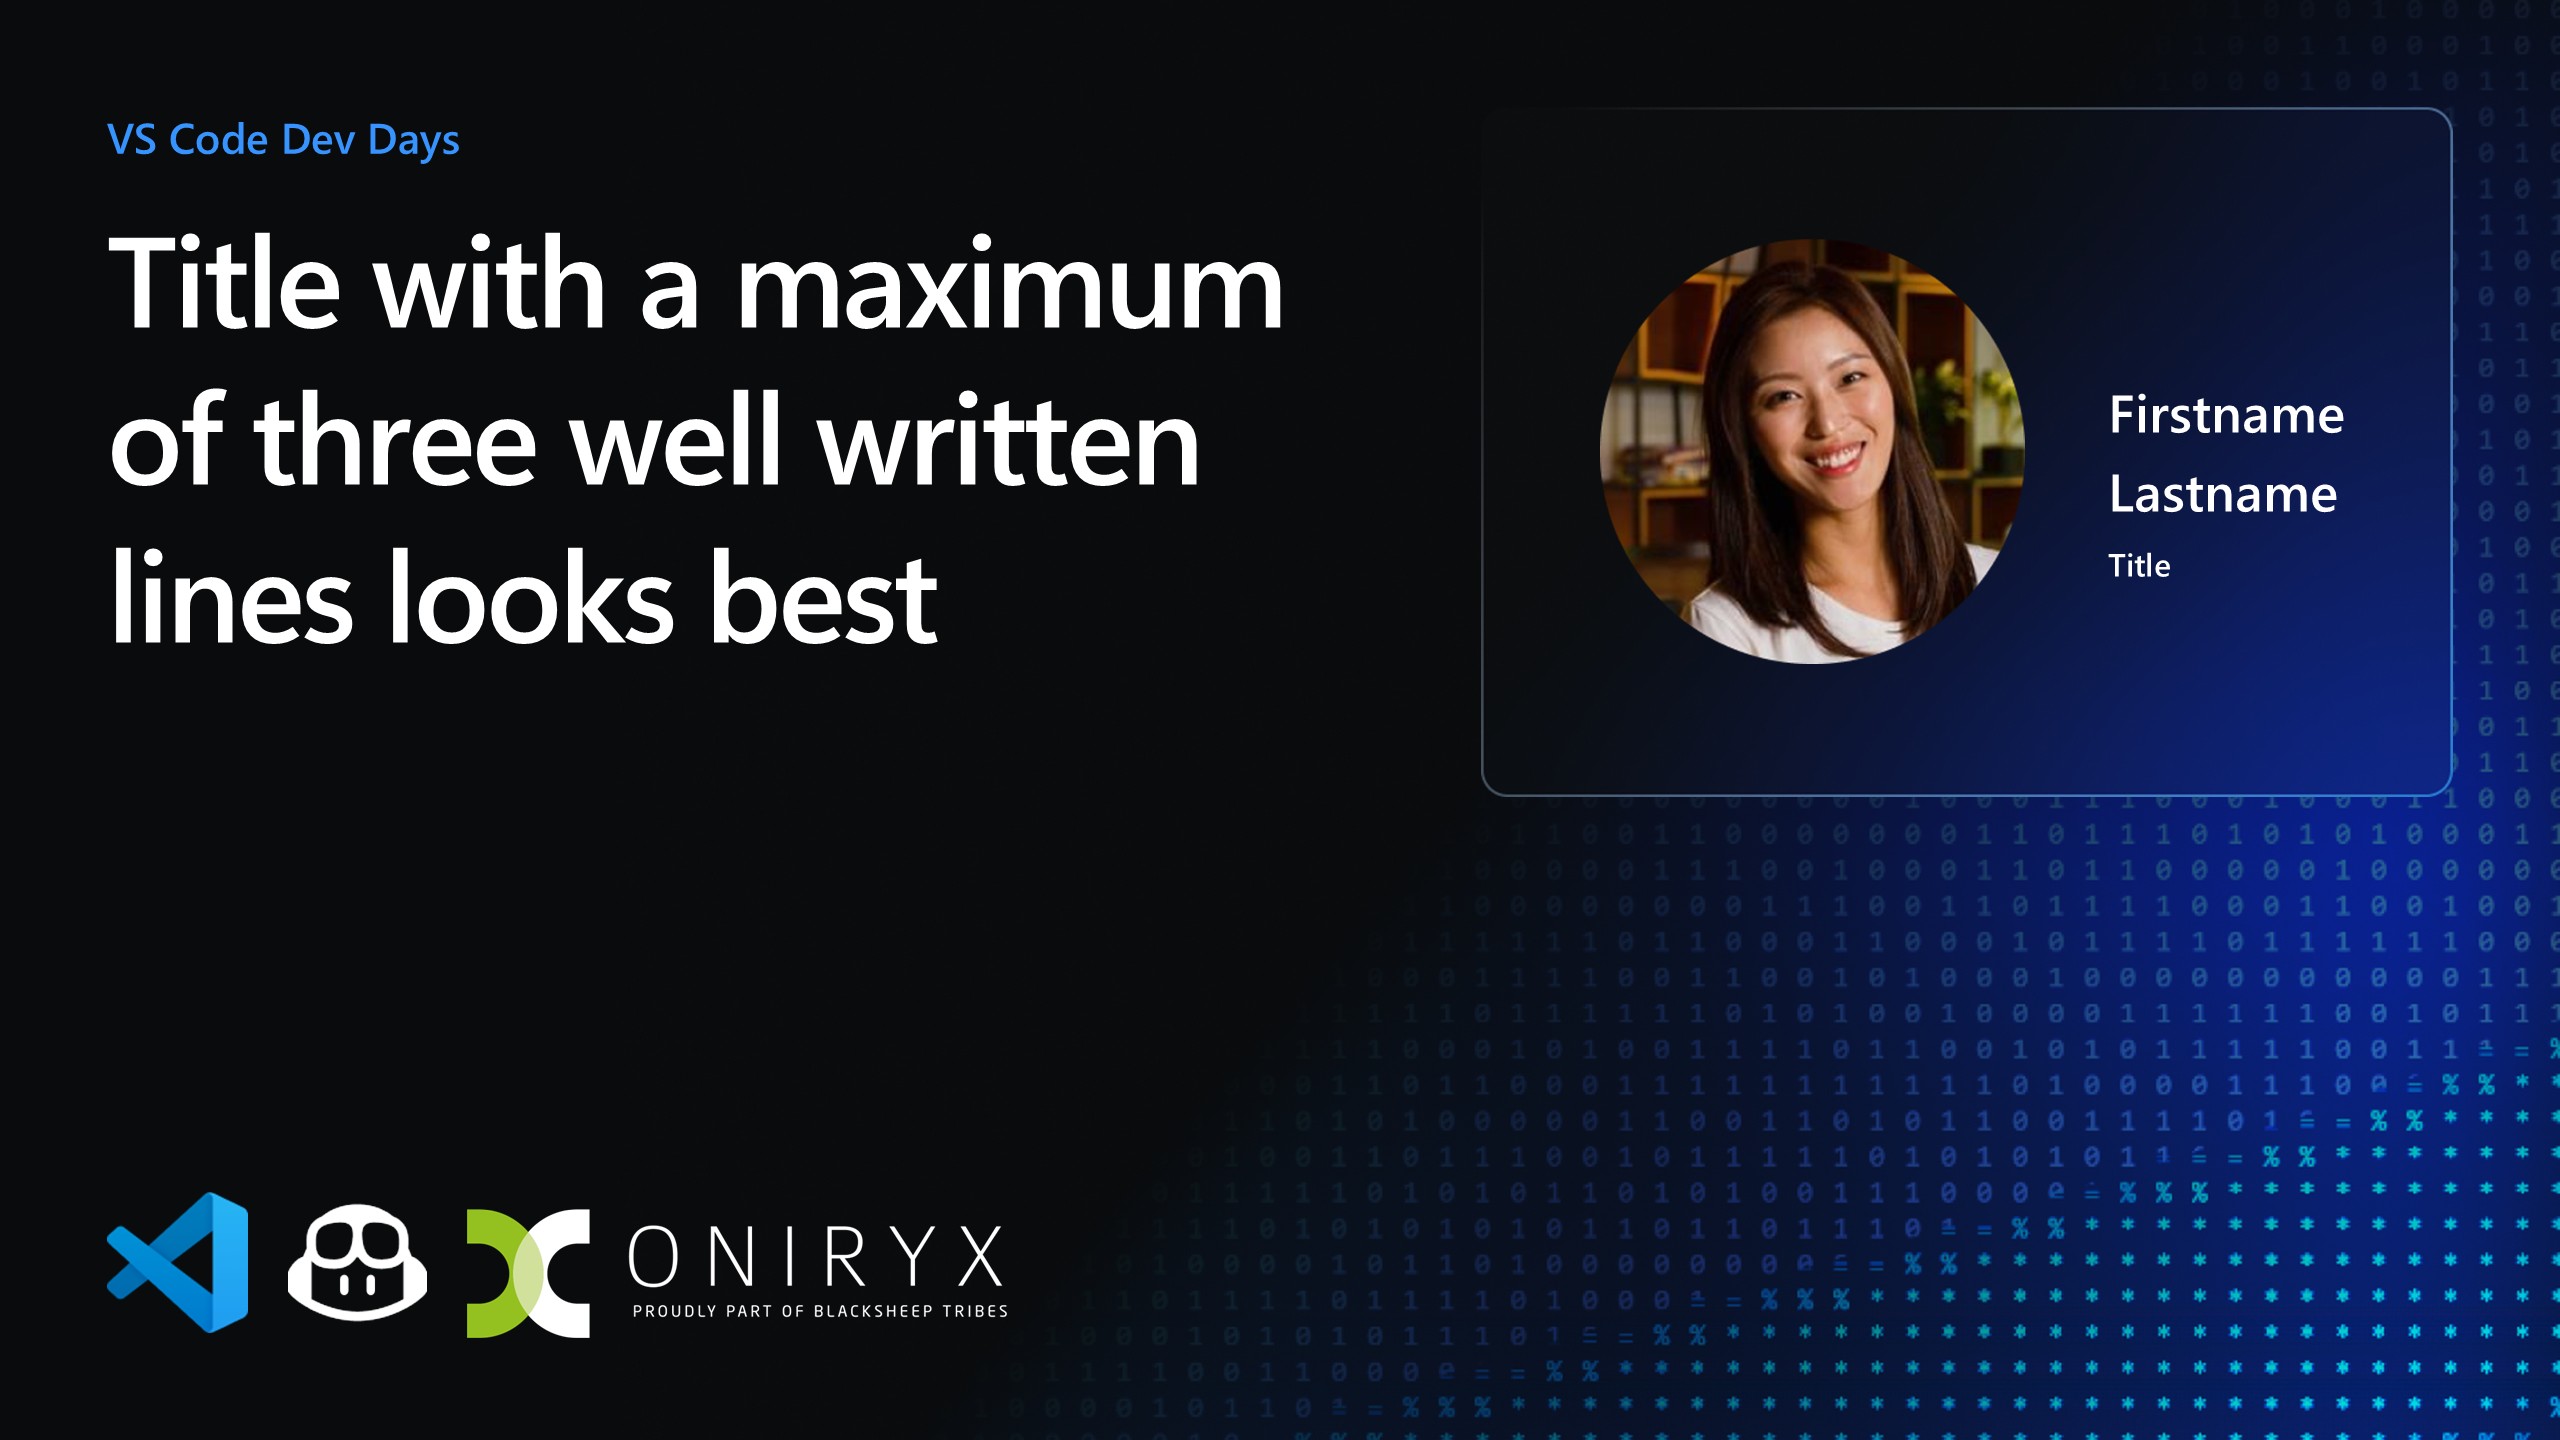 VS Code Dev Days
Title with a maximum
of three well written
lines looks best
Firstname
Lastname
Title
ONIRYX
PROUDLY PART OF BLACKSHEEP TRIBES